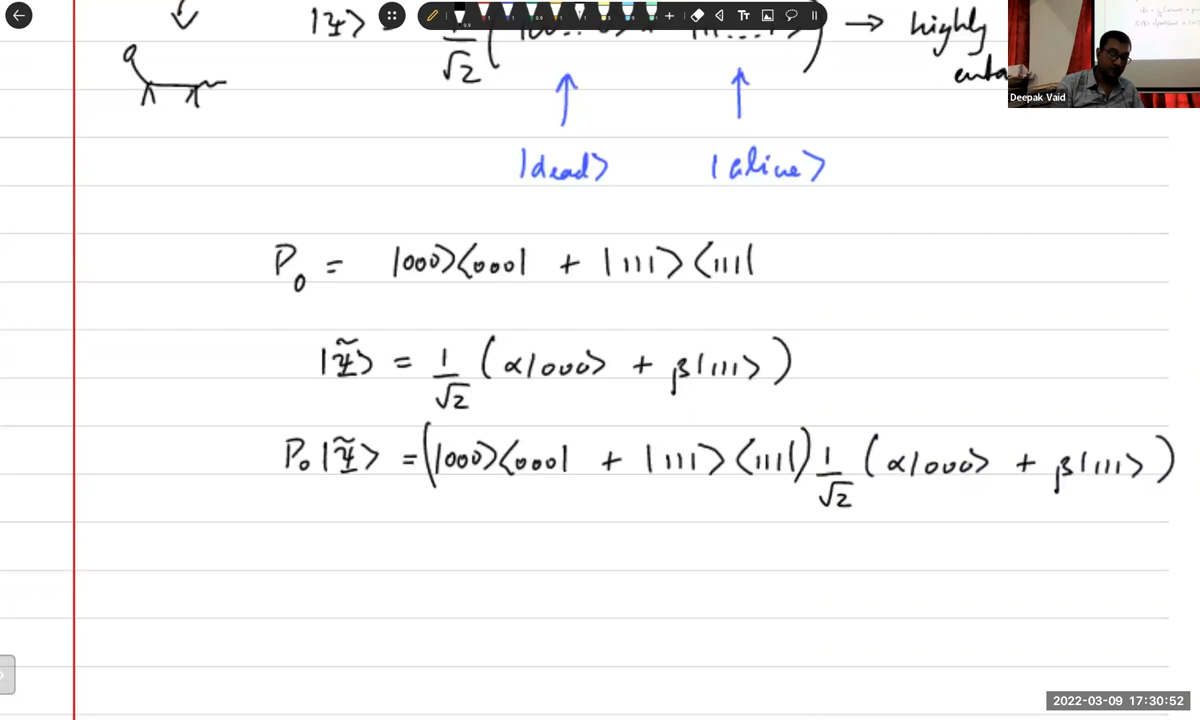 |Ψ> = 1/√2 ( + ) → highly
|dead> |alive>
Deepak Vaid
P₀ = |000><000| + |111><111|
|Ψ̃> = 1/√2 (α|000> + β|111>)
P₀|Ψ̃> = (|000><000| + |111><111|) 1/√2 (α|000> + β|111>)
2022-03-09 17:30:52